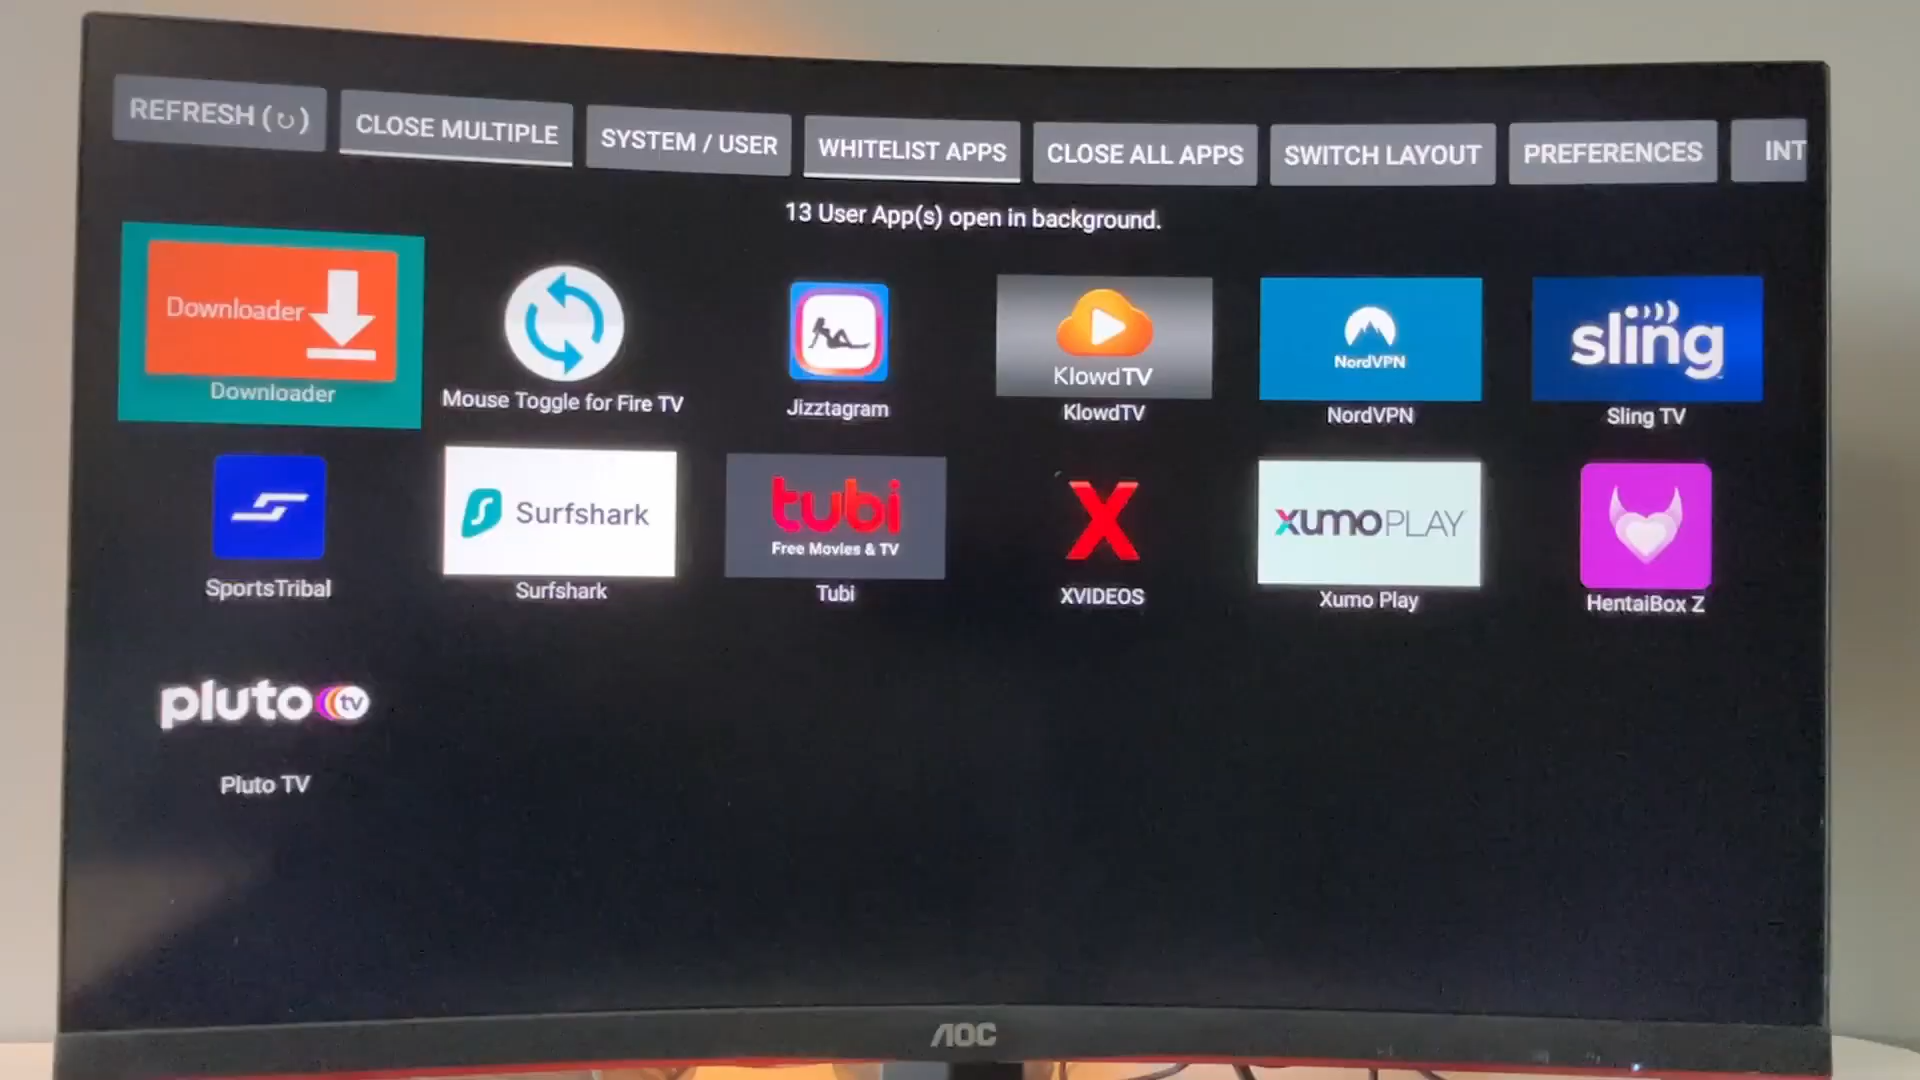 REFRESH (↻)
CLOSE MULTIPLE
SYSTEM / USER
WHITELIST APPS
CLOSE ALL APPS
SWITCH LAYOUT
PREFERENCES
INT
13 User App(s) open in background.
Downloader
Downloader
Mouse Toggle for Fire TV
Jizztagram
KlowdTV
KlowdTV
NordVPN
NordVPN
sling
Sling TV
SportsTribal
Surfshark
Surfshark
tubi
Free Movies & TV
Tubi
X
XVIDEOS
xumo PLAY
Xumo Play
HentaiBox Z
pluto tv
Pluto TV
AOC